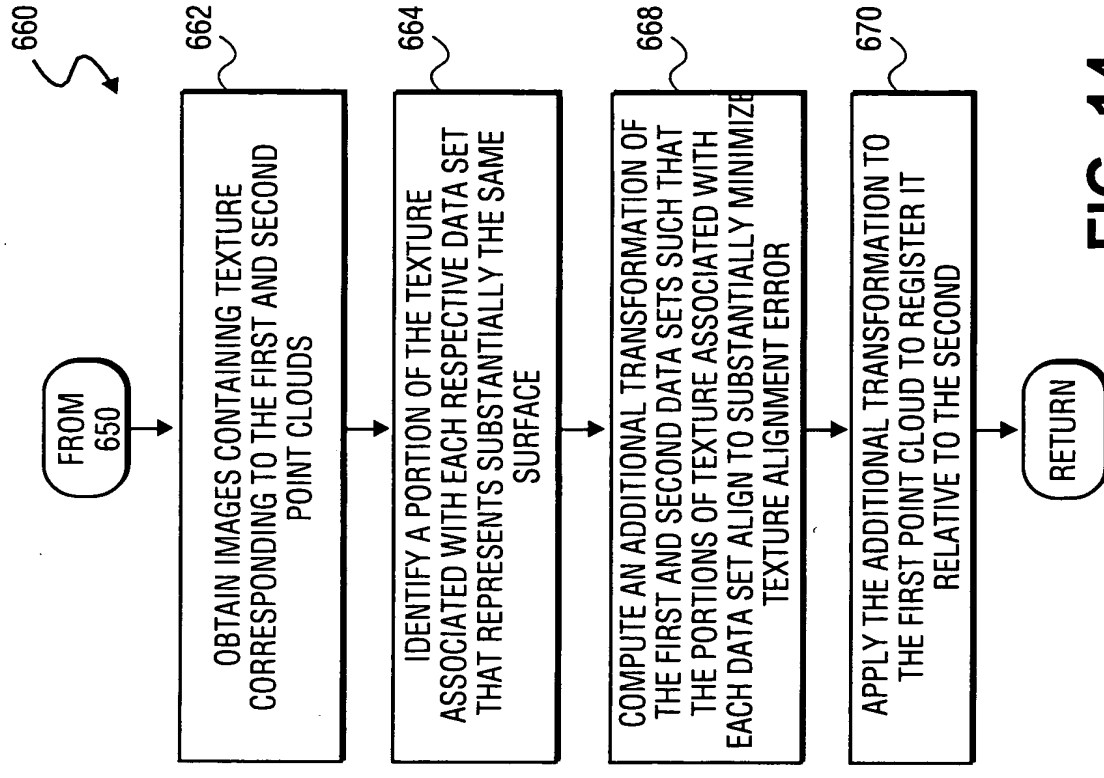 660
FROM
650
662
OBTAIN IMAGES CONTAINING TEXTURE
CORRESPONDING TO THE FIRST AND SECOND
POINT CLOUDS
664
IDENTIFY A PORTION OF THE TEXTURE
ASSOCIATED WITH EACH RESPECTIVE DATA SET
THAT REPRESENTS SUBSTANTIALLY THE SAME
SURFACE
668
COMPUTE AN ADDITIONAL TRANSFORMATION OF
THE FIRST AND SECOND DATA SETS SUCH THAT
THE PORTIONS OF TEXTURE ASSOCIATED WITH
EACH DATA SET ALIGN TO SUBSTANTIALLY MINIMIZE
TEXTURE ALIGNMENT ERROR
670
APPLY THE ADDITIONAL TRANSFORMATION TO
THE FIRST POINT CLOUD TO REGISTER IT
RELATIVE TO THE SECOND
RETURN